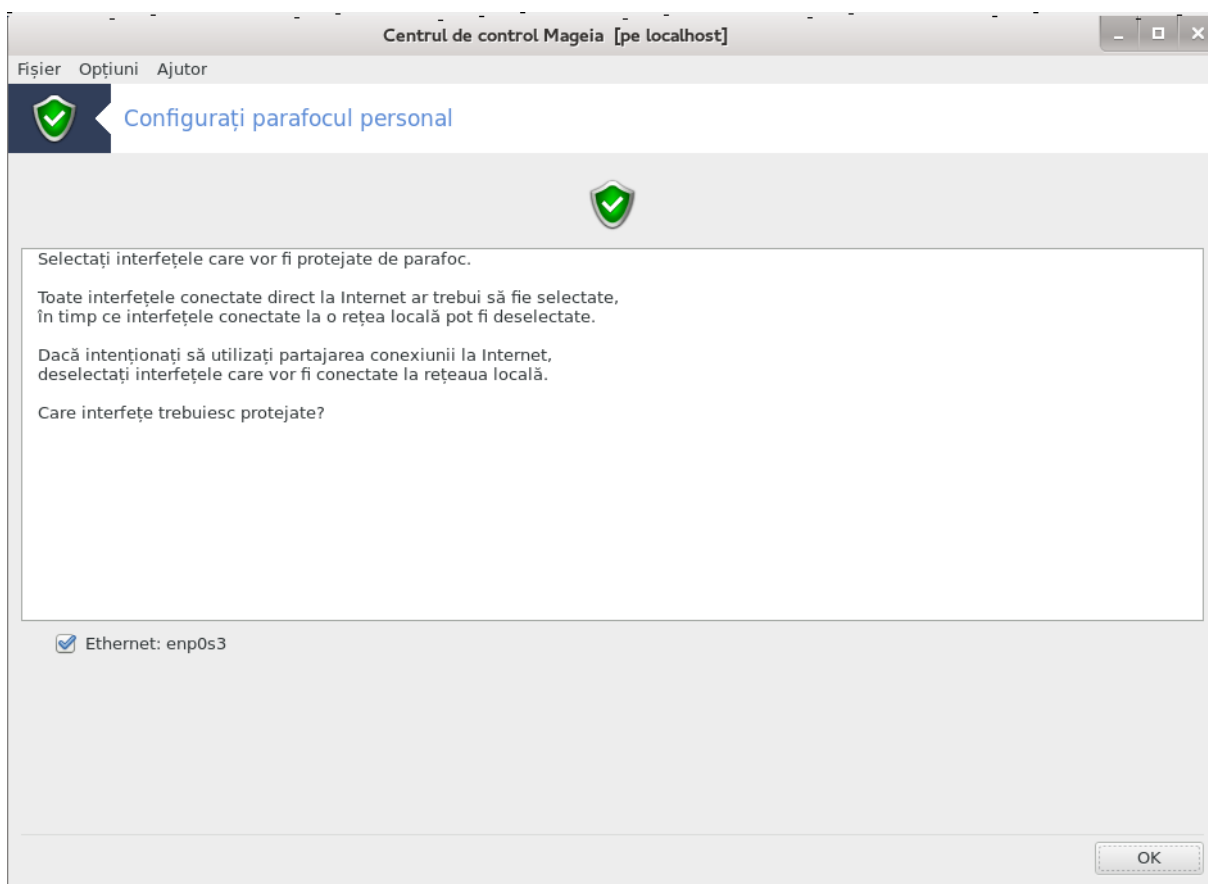 Centrul de control Mageia [pe localhost]
Fișier Opțiuni Ajutor
Configurați parafocul personal
Selectați interfețele care vor fi protejate de parafoc.
Toate interfețele conectate direct la Internet ar trebui să fie selectate,
în timp ce interfețele conectate la o rețea locală pot fi deselectate.
Dacă intenționați să utilizați partajarea conexiunii la Internet,
deselectați interfețele care vor fi conectate la rețeaua locală.
Care interfețe trebuiesc protejate?
Ethernet: enp0s3
OK